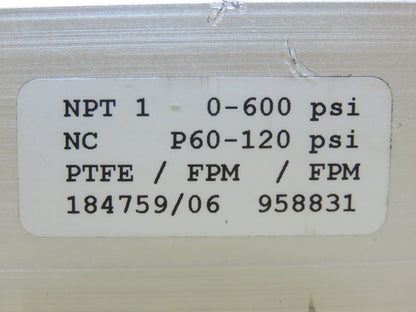 NPT 1 0-600 psi
NC P60-120 psi
PTFE / FPM / FPM
184759/06 958831